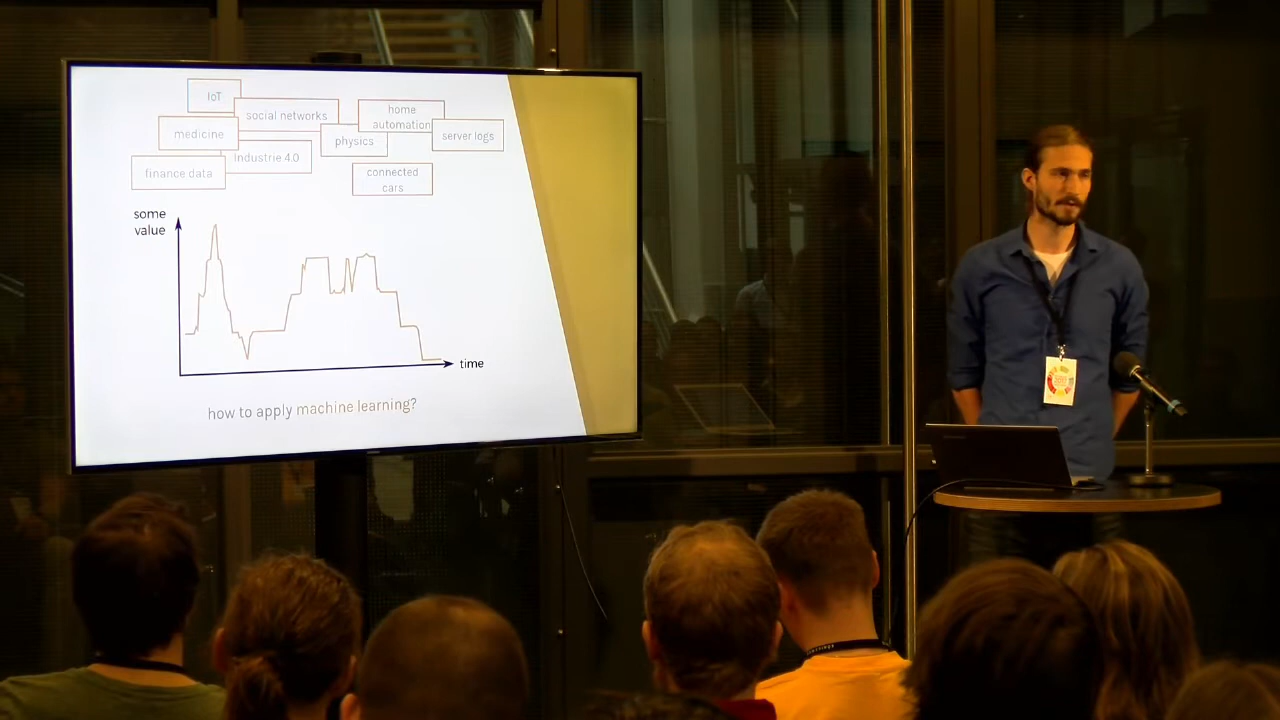 IoT
social networks
home
automation
medicine
physics
server logs
Industrie 4.0
finance data
connected
cars
some
value
time
how to apply machine learning?